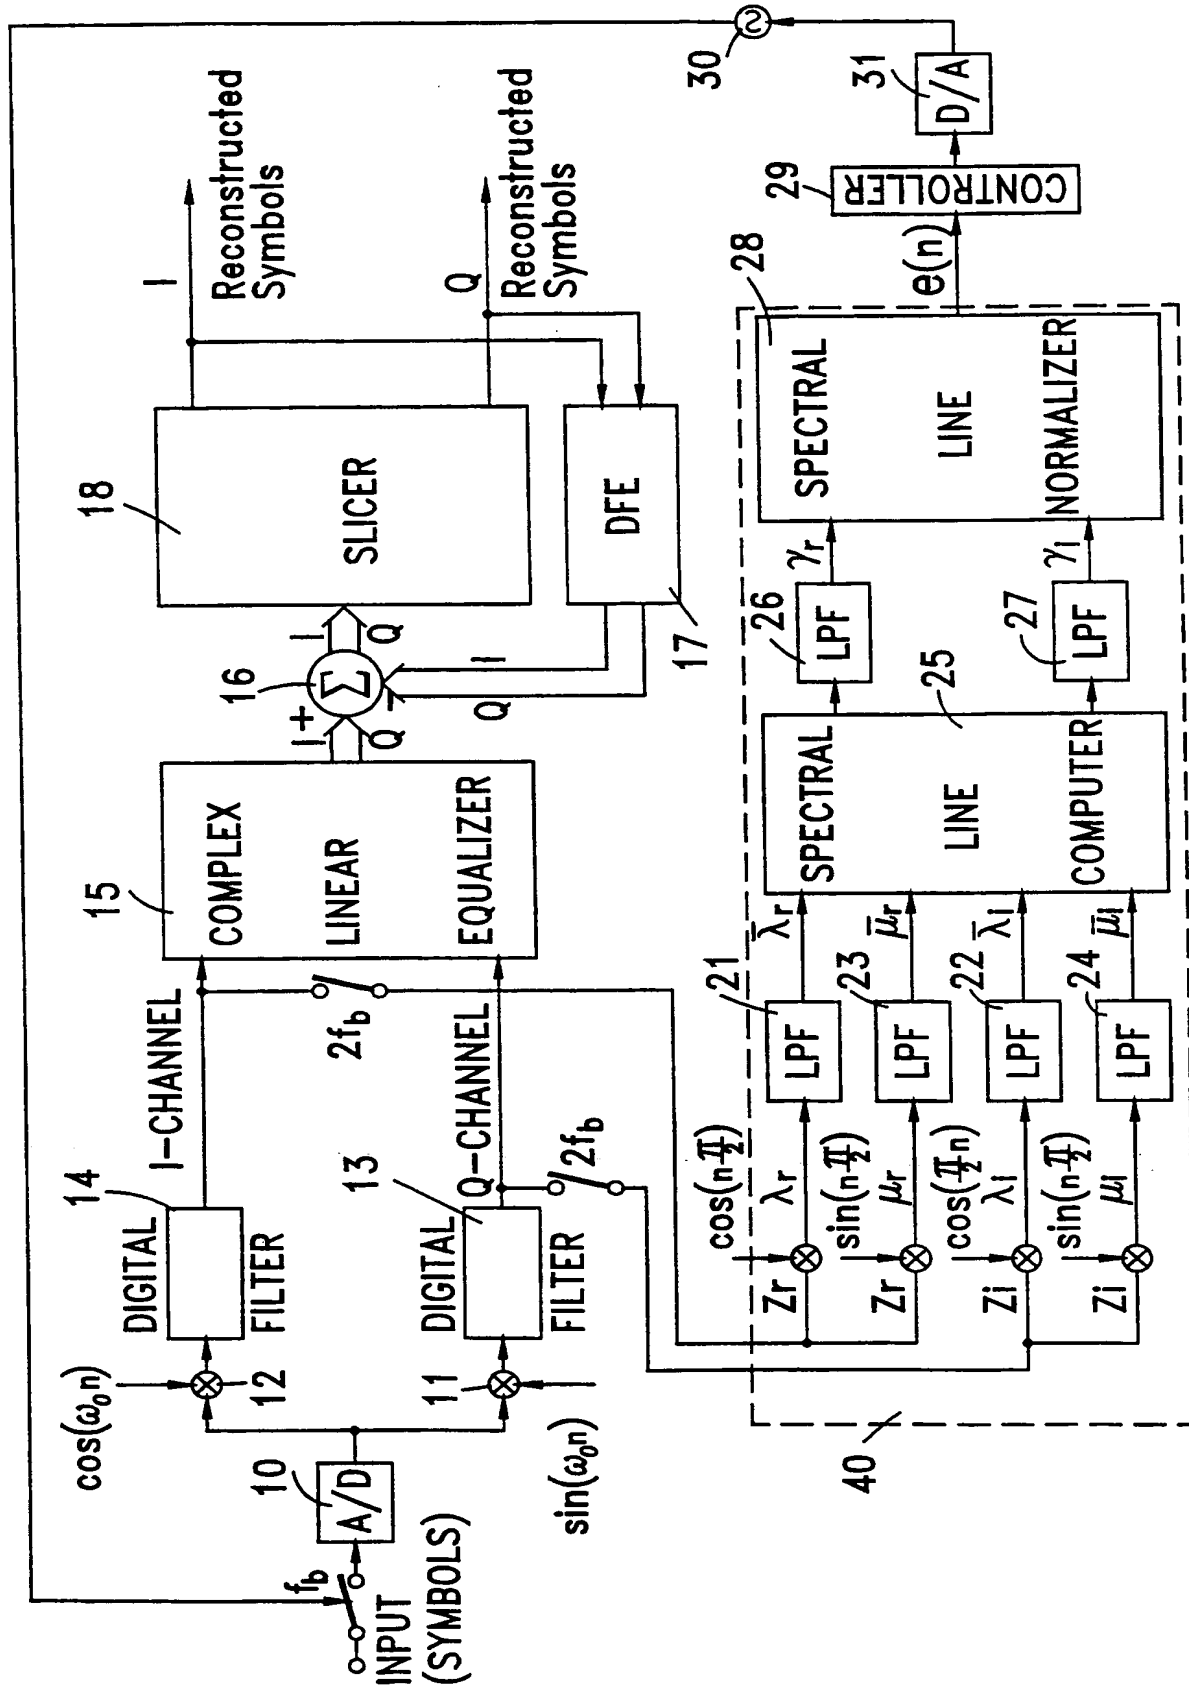 INPUT
(SYMBOLS)
f_b
10
A/D
cos(ω₀n)
12
sin(ω₀n)
11
DIGITAL
FILTER
14
DIGITAL
FILTER
13
I-CHANNEL
Q-CHANNEL
2f_b
2f_b
15
COMPLEX
LINEAR
EQUALIZER
I+
Q
16
Σ
-
I
Q
I
Q
18
SLICER
DFE
17
I
Reconstructed
Symbols
Q
Reconstructed
Symbols
40
Zr
cos(n π/2)
λr
21
LPF
λ̄r
Zr
sin(n π/2)
μr
23
LPF
μ̄r
Zi
cos(π/2 n)
λi
22
LPF
λ̄i
Zi
sin(n π/2)
μi
24
LPF
μ̄i
SPECTRAL
LINE
COMPUTER
25
26
LPF
γr
27
LPF
γi
28
SPECTRAL
LINE
NORMALIZER
e(n)
29
CONTROLLER
D/A
31
30